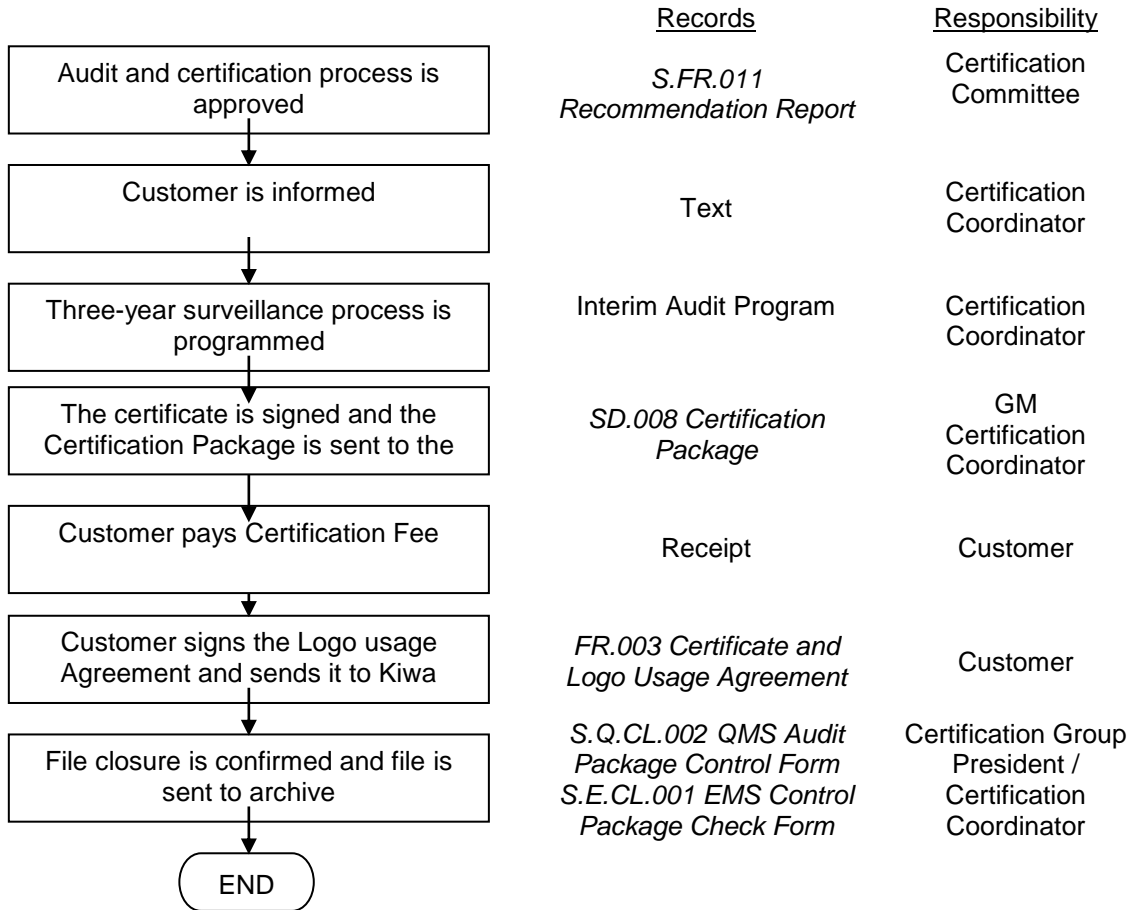 Records
Responsibility
Audit and certification process is
approved
S.FR.011
Recommendation Report
Certification
Committee
Customer is informed
Text
Certification
Coordinator
Three-year surveillance process is
programmed
Interim Audit Program
Certification
Coordinator
The certificate is signed and the
Certification Package is sent to the
SD.008 Certification
Package
GM
Certification
Coordinator
Customer pays Certification Fee
Receipt
Customer
Customer signs the Logo usage
Agreement and sends it to Kiwa
FR.003 Certificate and
Logo Usage Agreement
Customer
File closure is confirmed and file is
sent to archive
S.Q.CL.002 QMS Audit
Package Control Form
S.E.CL.001 EMS Control
Package Check Form
Certification Group
President /
Certification
Coordinator
END